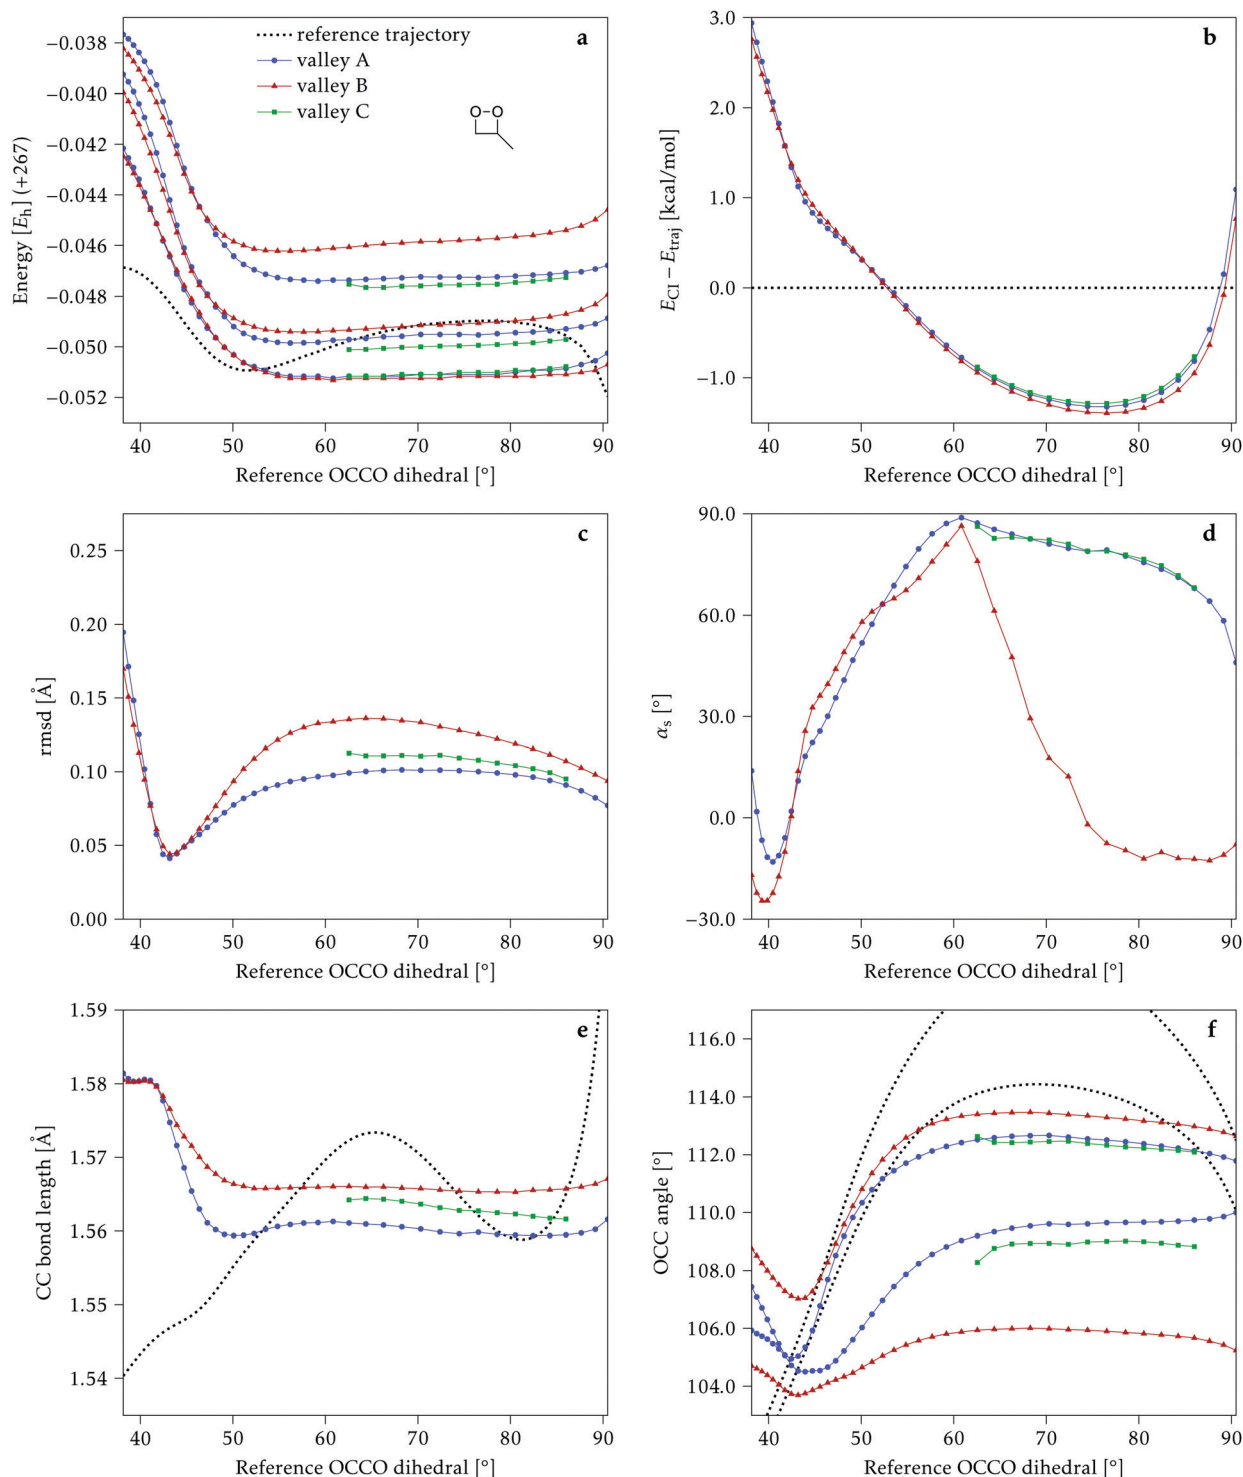 a
reference trajectory
valley A
valley B
valley C
O–O
Energy [Eh] (+267)
−0.038
−0.040
−0.042
−0.044
−0.046
−0.048
−0.050
−0.052
40 50 60 70 80 90
Reference OCCO dihedral [°]
b
ECI − Etraj [kcal/mol]
3.0
2.0
1.0
0.0
−1.0
40 50 60 70 80 90
Reference OCCO dihedral [°]
c
rmsd [Å]
0.25
0.20
0.15
0.10
0.05
0.00
40 50 60 70 80 90
Reference OCCO dihedral [°]
d
αs [°]
90.0
60.0
30.0
0.0
−30.0
40 50 60 70 80 90
Reference OCCO dihedral [°]
e
CC bond length [Å]
1.59
1.58
1.57
1.56
1.55
1.54
40 50 60 70 80 90
Reference OCCO dihedral [°]
f
OCC angle [°]
116.0
114.0
112.0
110.0
108.0
106.0
104.0
40 50 60 70 80 90
Reference OCCO dihedral [°]